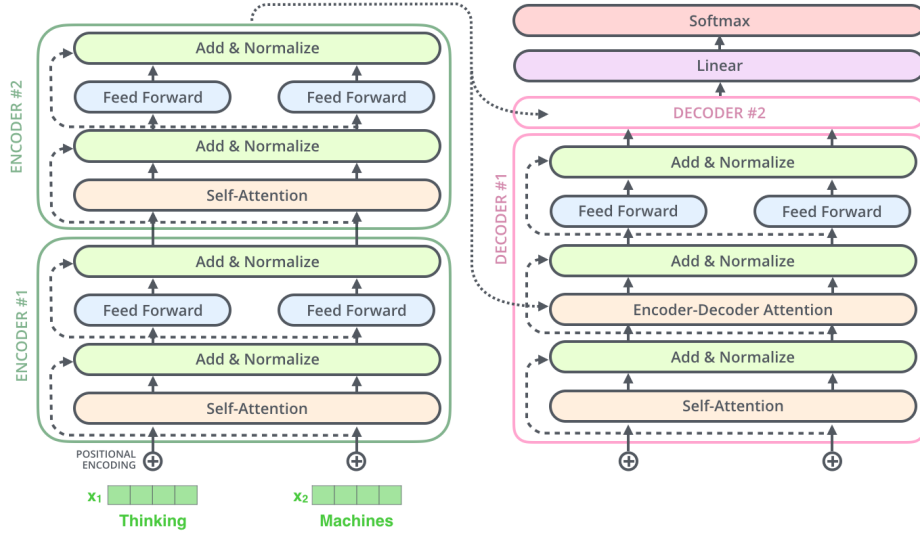 ENCODER #2
Add & Normalize
Feed Forward
Feed Forward
Add & Normalize
Self-Attention
ENCODER #1
Add & Normalize
Feed Forward
Feed Forward
Add & Normalize
Self-Attention
POSITIONAL
ENCODING
x1
x2
Thinking
Machines
Softmax
Linear
DECODER #2
DECODER #1
Add & Normalize
Feed Forward
Feed Forward
Add & Normalize
Encoder-Decoder Attention
Add & Normalize
Self-Attention